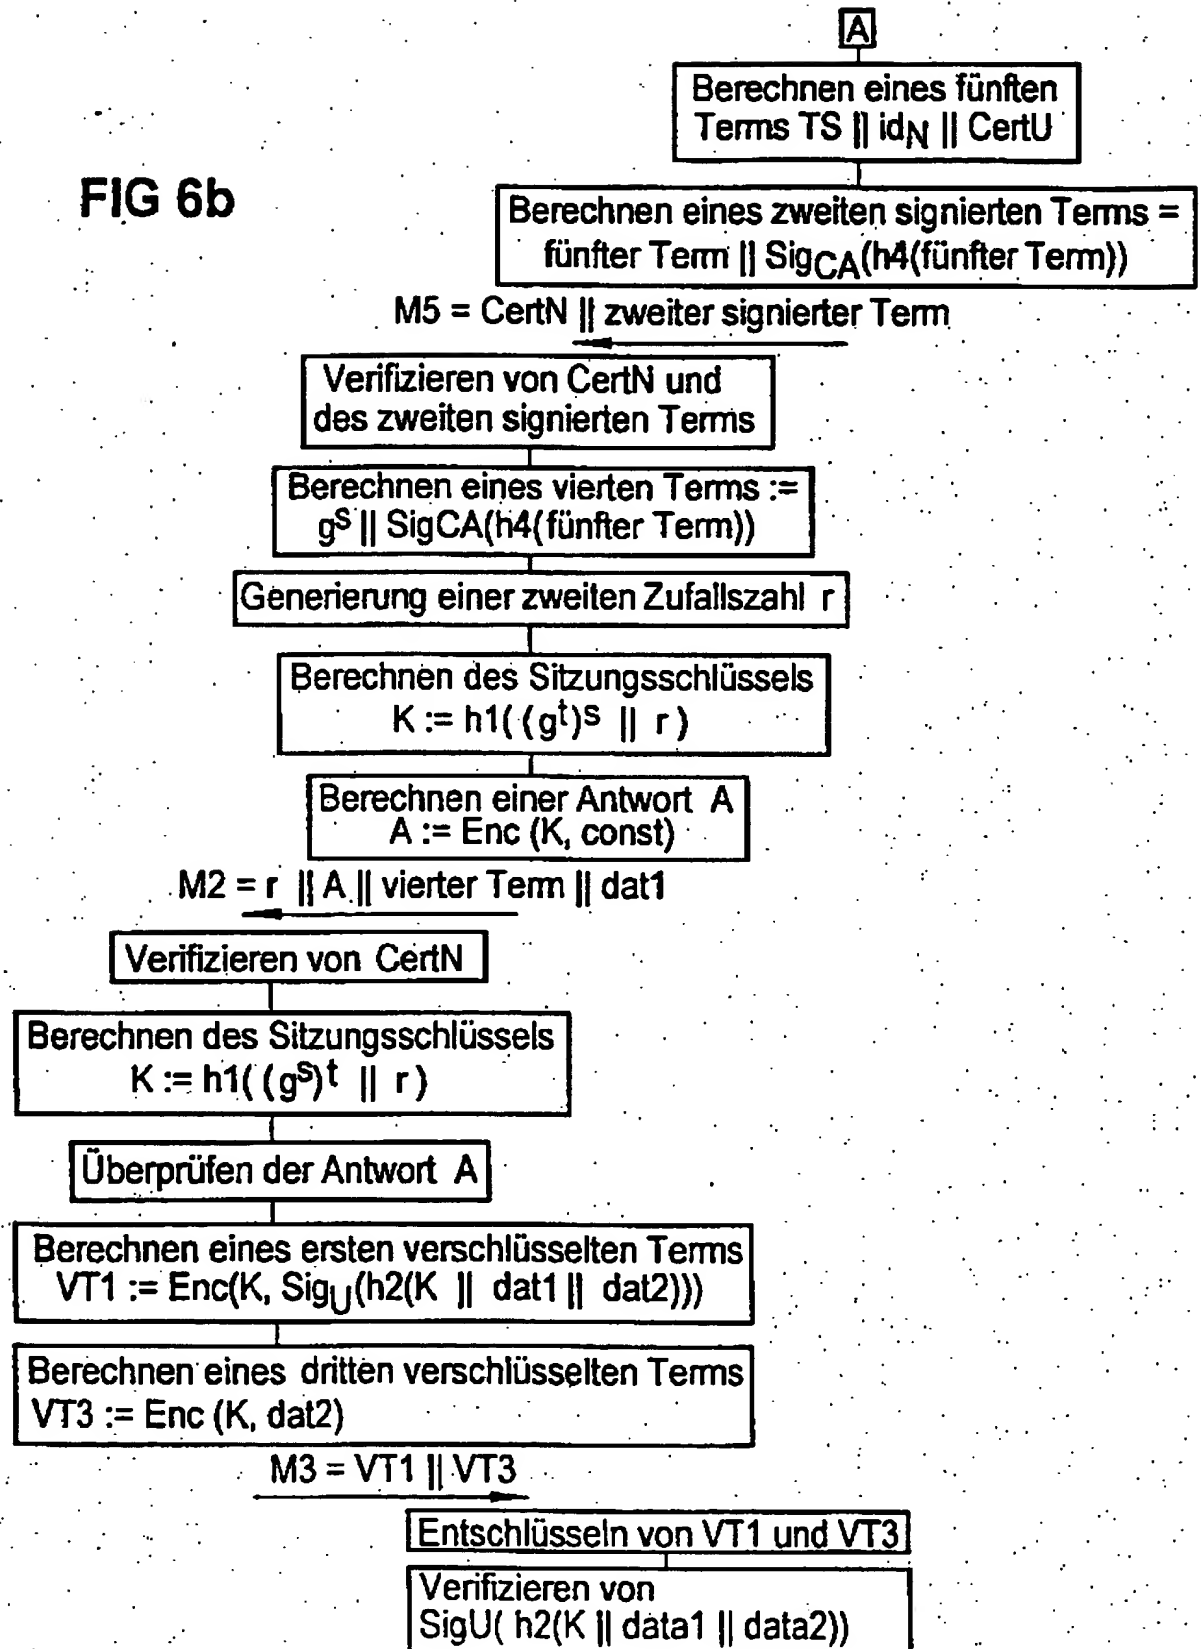 A
Berechnen eines fünften
Terms TS || idN || CertU
FIG 6b
Berechnen eines zweiten signierten Terms =
fünfter Term || SigCA(h4(fünfter Term))
M5 = CertN || zweiter signierter Term
Verifizieren von CertN und
des zweiten signierten Terms
Berechnen eines vierten Terms :=
g^s || SigCA(h4(fünfter Term))
Generierung einer zweiten Zufallszahl r
Berechnen des Sitzungsschlüssels
K := h1( (g^t)^s || r )
Berechnen einer Antwort A
A := Enc (K, const)
M2 = r || A || vierter Term || dat1
Verifizieren von CertN
Berechnen des Sitzungsschlüssels
K := h1( (g^s)^t || r )
Überprüfen der Antwort A
Berechnen eines ersten verschlüsselten Terms
VT1 := Enc(K, SigU(h2(K || dat1 || dat2)))
Berechnen eines dritten verschlüsselten Terms
VT3 := Enc (K, dat2)
M3 = VT1 || VT3
Entschlüsseln von VT1 und VT3
Verifizieren von
SigU( h2(K || data1 || data2))